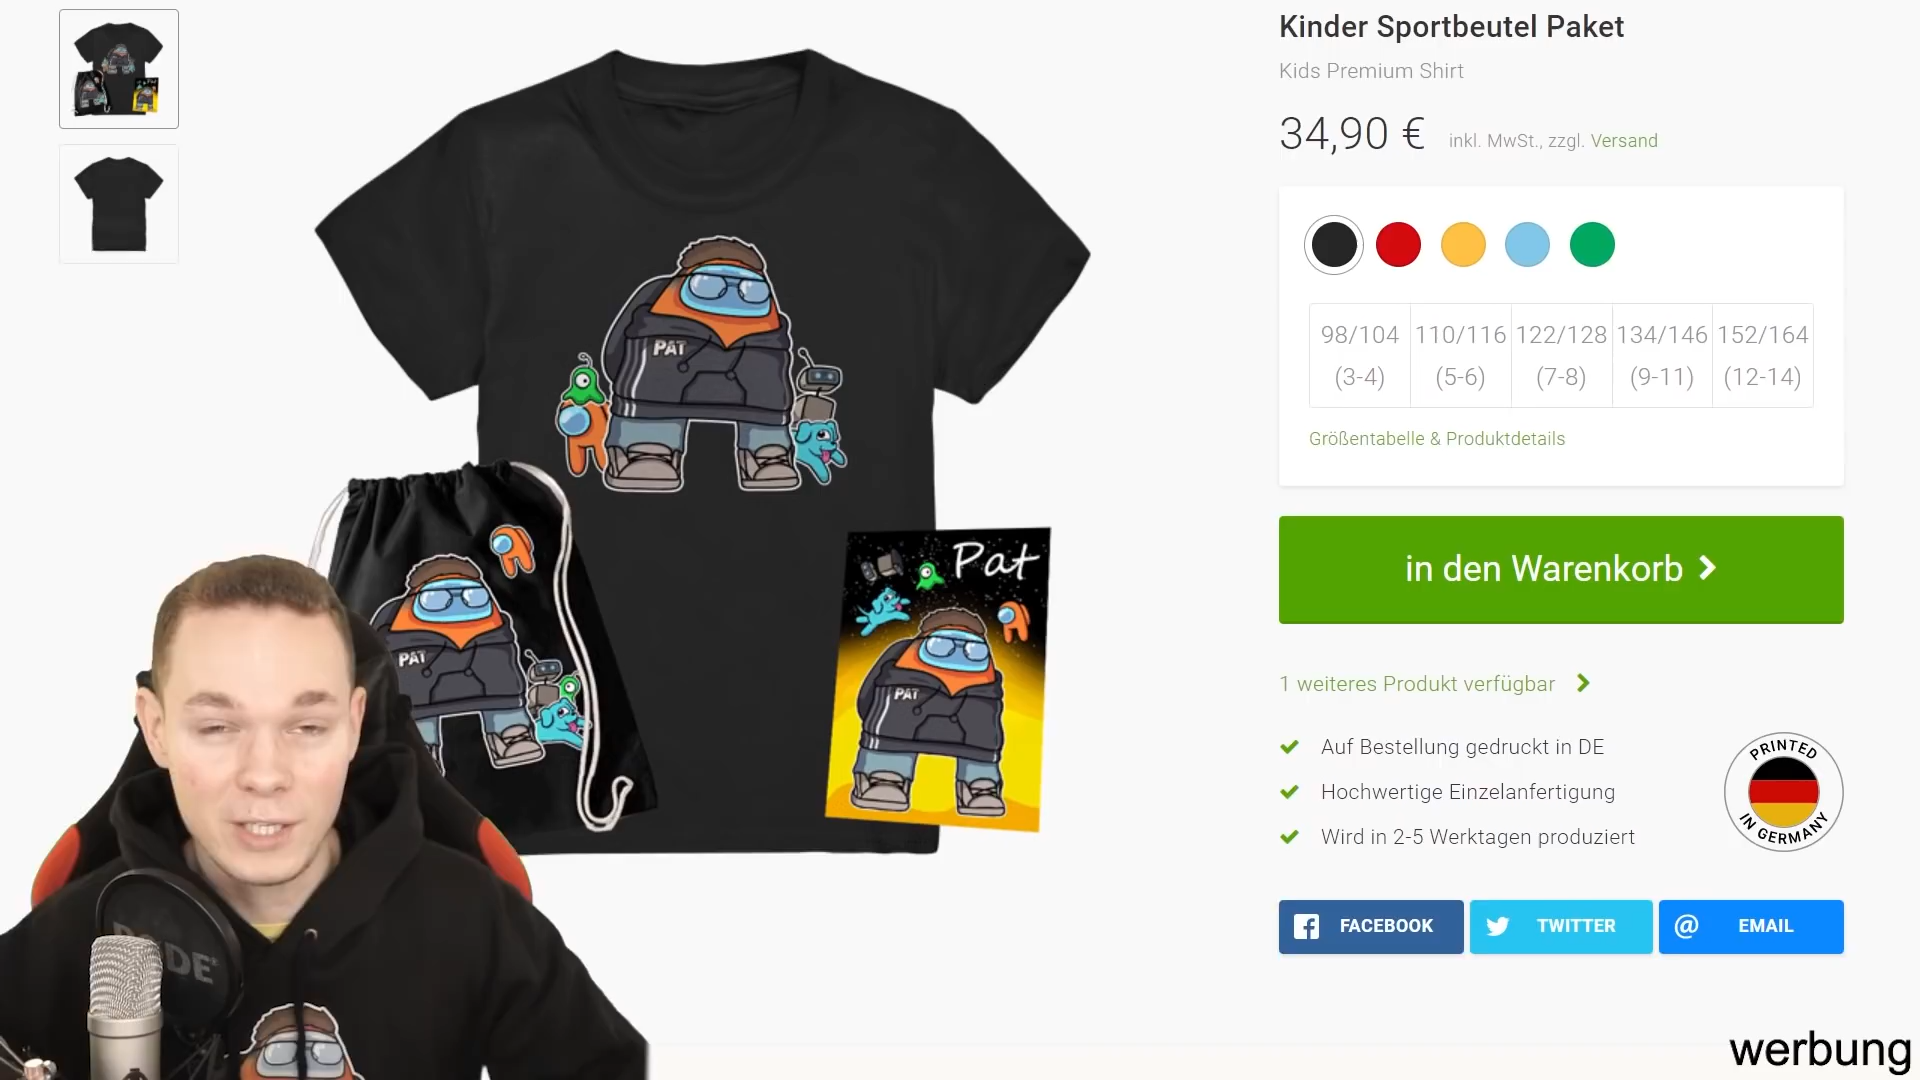 Kinder Sportbeutel Paket
Kids Premium Shirt
34,90 € inkl. MwSt., zzgl. Versand
98/104 110/116 122/128 134/146 152/164
(3-4) (5-6) (7-8) (9-11) (12-14)
Größentabelle & Produktdetails
in den Warenkorb
1 weiteres Produkt verfügbar
Auf Bestellung gedruckt in DE
Hochwertige Einzelanfertigung
Wird in 2-5 Werktagen produziert
PRINTED
IN GERMANY
FACEBOOK TWITTER EMAIL
PAT
PAT
Pat
PAT
werbung